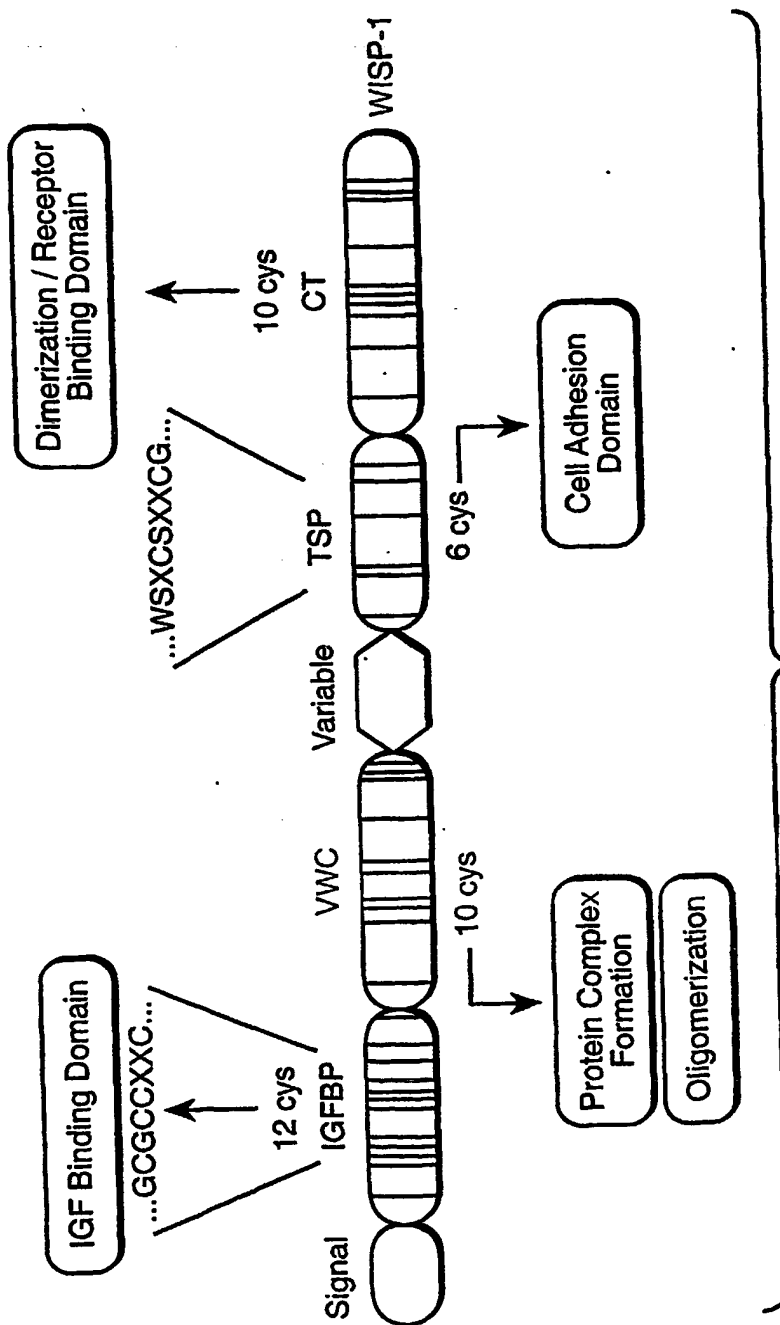 IGF Binding Domain
...GCGCCXXC...
12 cys
Signal
IGFBP
VWC
10 cys
Protein Complex
Formation
Oligomerization
Variable
...WSXCSXXCG...
TSP
6 cys
Cell Adhesion
Domain
Dimerization / Receptor
Binding Domain
10 cys
CT
WISP-1